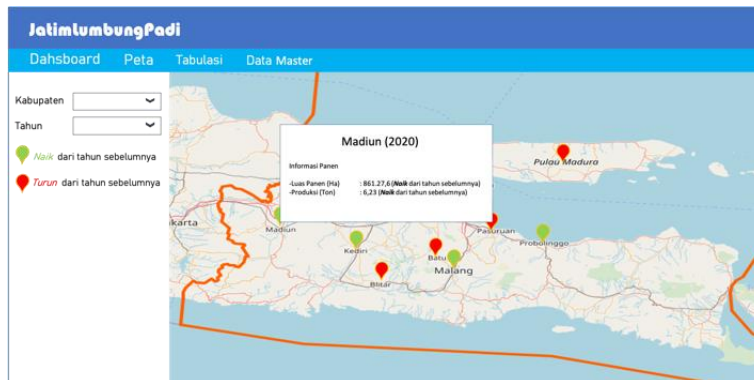 JatimlumbungPadi
Dahsboard Peta Tabulasi Data Master
Kabupaten
Tahun
Naik dari tahun sebelumnya
Turun dari tahun sebelumnya
Madiun (2020)
Informasi Panen
-Luas Panen (Ha) : 861.27,6 (Naik dari tahun sebelumnya)
-Produksi (Ton) : 6,23 (Naik dari tahun sebelumnya)
Pulau Madura
karta
Madiun
Pasuruan
Probolinggo
Kediri
Batu
Malang
Blitar